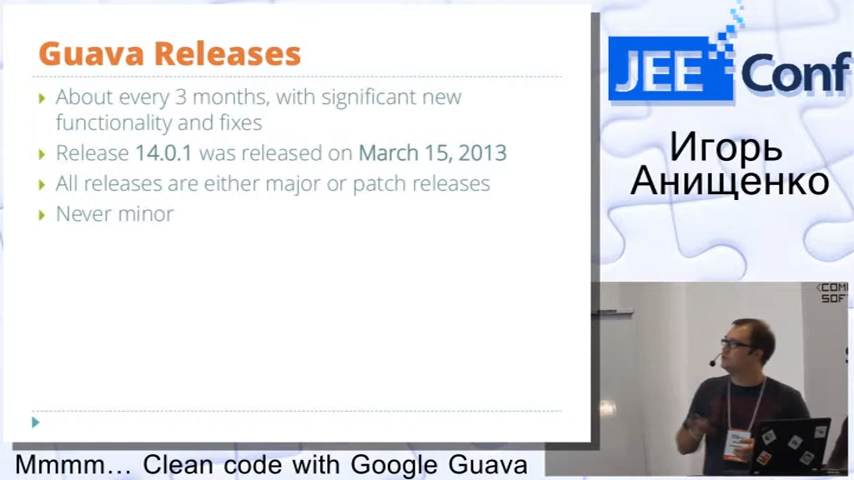 Guava Releases
About every 3 months, with significant new
functionality and fixes
Release 14.0.1 was released on March 15, 2013
All releases are either major or patch releases
Never minor
JEE Conf
Игорь
Анищенко
Mmmm... Clean code with Google Guava